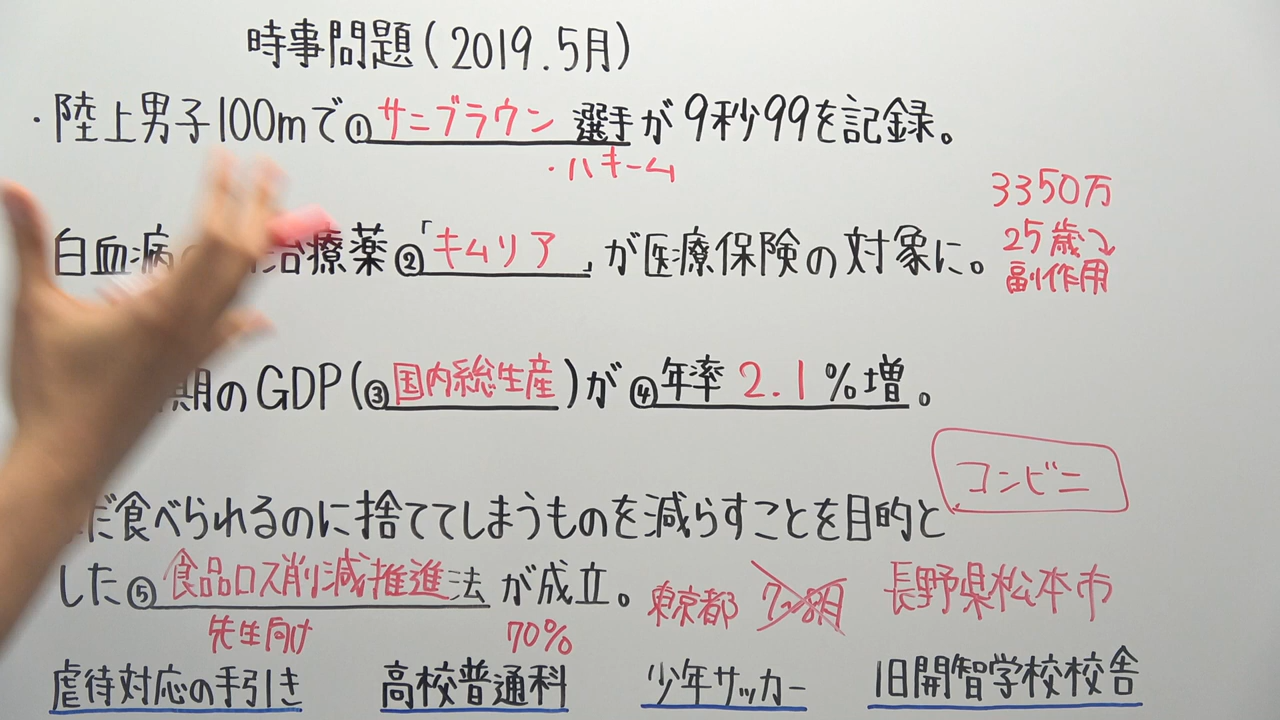 時事問題(2019.5月)
・陸上男子100mで①サニブラウン 選手が9秒99を記録。
・ハキーム
3350万
25歳
副作用
白血病の 治療薬②「キムリア」が医療保険の対象に。
期のGDP(③国内総生産)が④年率2.1%増。
コンビニ
だ食べられるのに捨ててしまうものを減らすことを目的と
した⑤食品ロス削減推進法が成立。
先生向け 70% 東京都 長野県松本市
虐待対応の手引き 高校普通科 少年サッカー 旧開智学校校舎